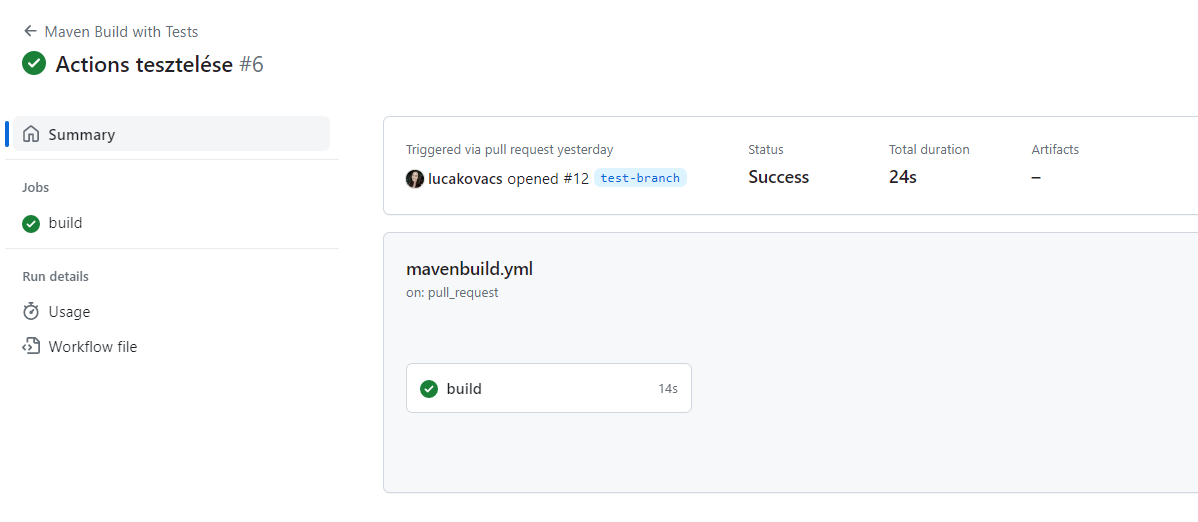 Maven Build with Tests
Actions tesztelése #6
Summary
Jobs
build
Run details
Usage
Workflow file
Triggered via pull request yesterday
lucakovacs opened #12 test-branch
Status
Success
Total duration
24s
Artifacts
–
mavenbuild.yml
on: pull_request
build 14s